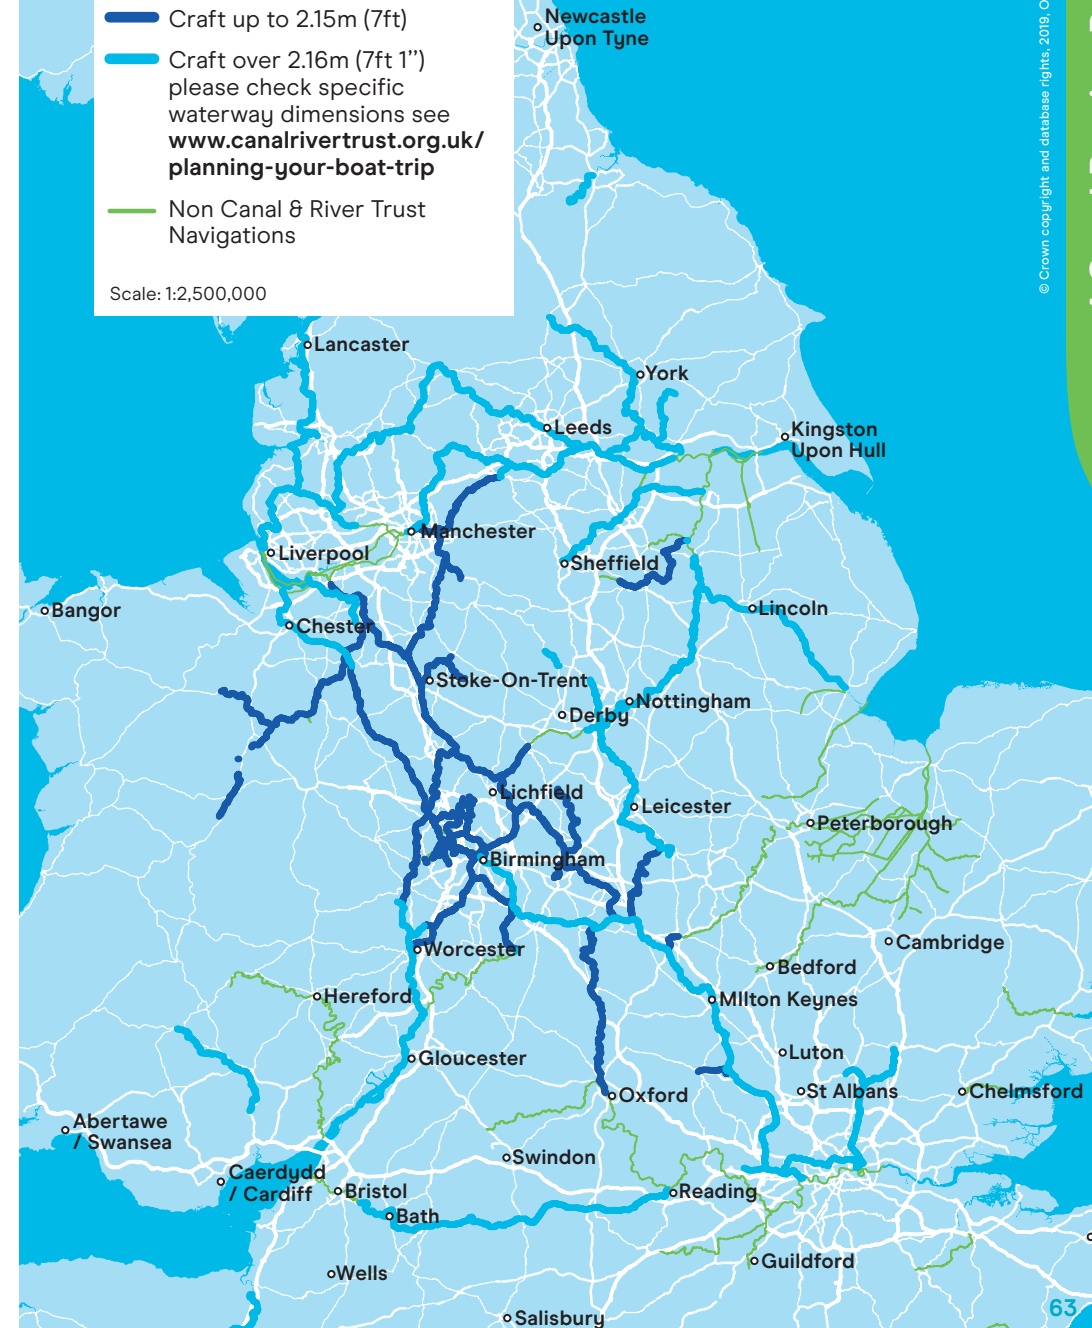 Craft up to 2.15m (7ft)
Craft over 2.16m (7ft 1’’)
please check specific
waterway dimensions see
www.canalrivertrust.org.uk/
planning-your-boat-trip
Non Canal & River Trust
Navigations
Scale: 1:2,500,000
© Crown copyright and database rights, 2019, O
Newcastle
Upon Tyne
Lancaster
York
Leeds
Kingston
Upon Hull
Manchester
Liverpool
Sheffield
Bangor
Lincoln
Chester
Stoke-On-Trent
Nottingham
Derby
Lichfield
Leicester
Peterborough
Birmingham
Cambridge
Worcester
Bedford
Hereford
MIlton Keynes
Luton
Gloucester
St Albans
Chelmsford
Oxford
Abertawe
/ Swansea
Swindon
Caerdydd
/ Cardiff
Bristol
Reading
Bath
Guildford
Wells
Salisbury
63